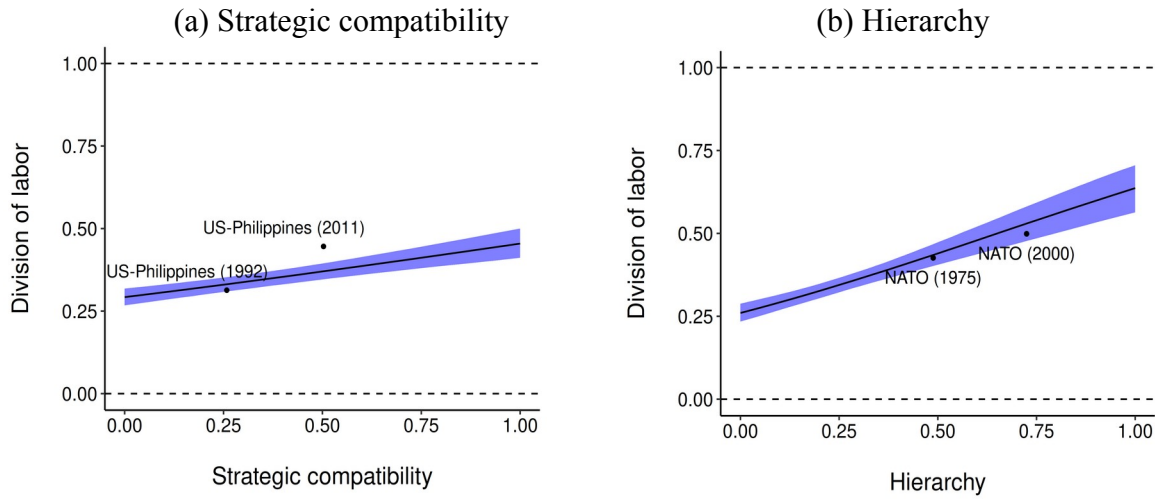 (a) Strategic compatibility
1.00
0.75
0.50
0.25
0.00
Division of labor
US-Philippines (2011)
US-Philippines (1992)
0.00 0.25 0.50 0.75 1.00
Strategic compatibility
(b) Hierarchy
1.00
0.75
0.50
0.25
0.00
Division of labor
NATO (2000)
NATO (1975)
0.00 0.25 0.50 0.75 1.00
Hierarchy